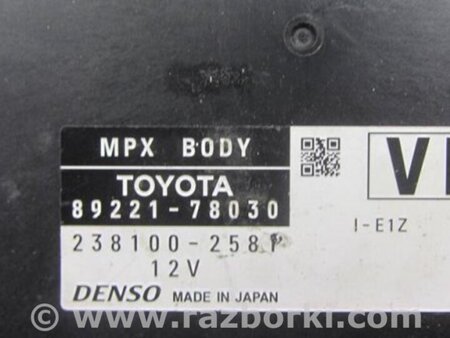 MPX BODY
TOYOTA
89221-78030
238100-2581
12V
DENSO MADE IN JAPAN
I-E1Z
© www.razborki.com